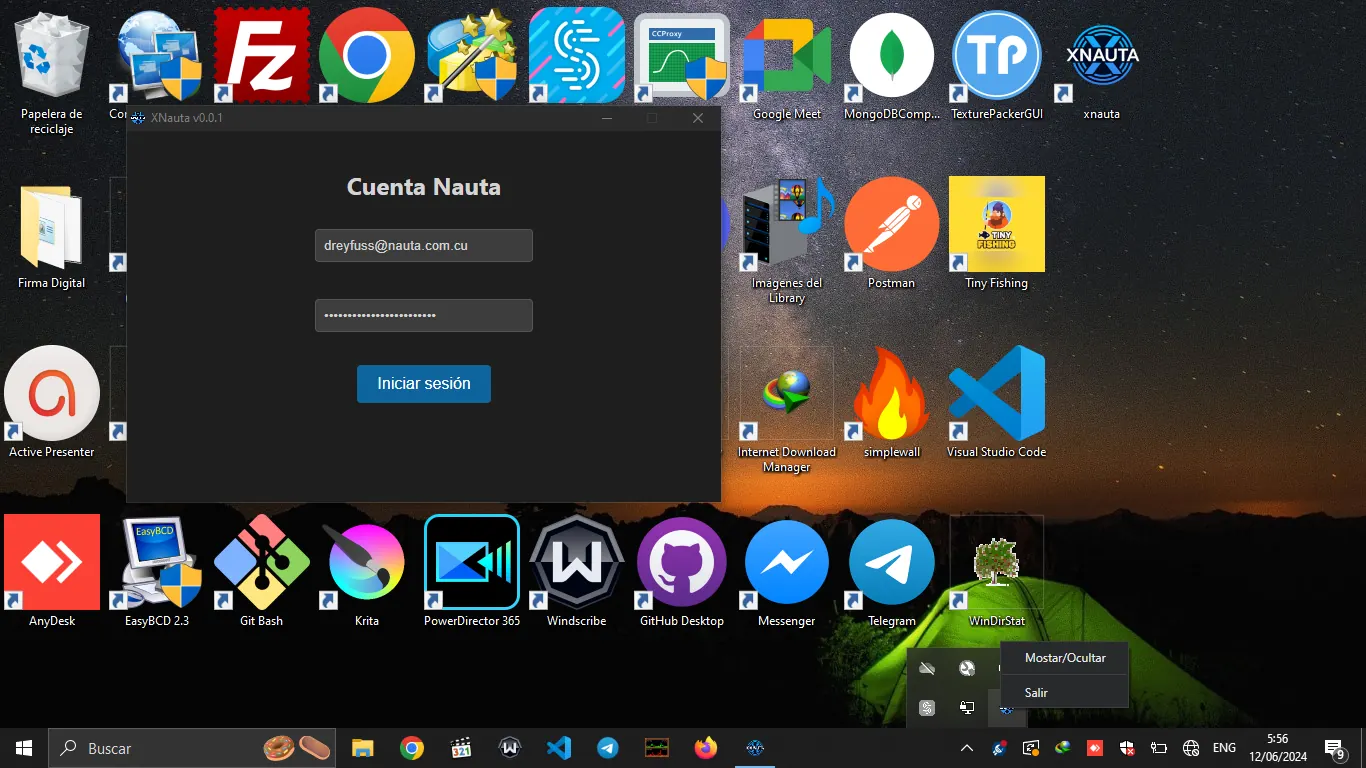 Papelera de
reciclaje
Co
Fz
CCProxy
Google Meet
MongoDBComp...
TP
TexturePackerGUI
XNAUTA
xnauta
XNauta v0.0.1
Cuenta Nauta
dreyfuss@nauta.com.cu
Iniciar sesión
Firma Digital
Imágenes del
Library
Postman
TINY
FISHING
Tiny Fishing
Active Presenter
Internet Download
Manager
simplewall
Visual Studio Code
AnyDesk
EasyBCD
EasyBCD 2.3
Git Bash
Krita
PowerDirector 365
W
Windscribe
GitHub Desktop
Messenger
Telegram
WinDirStat
Mostar/Ocultar
Salir
Buscar
321
ENG
5:56
12/06/2024
9